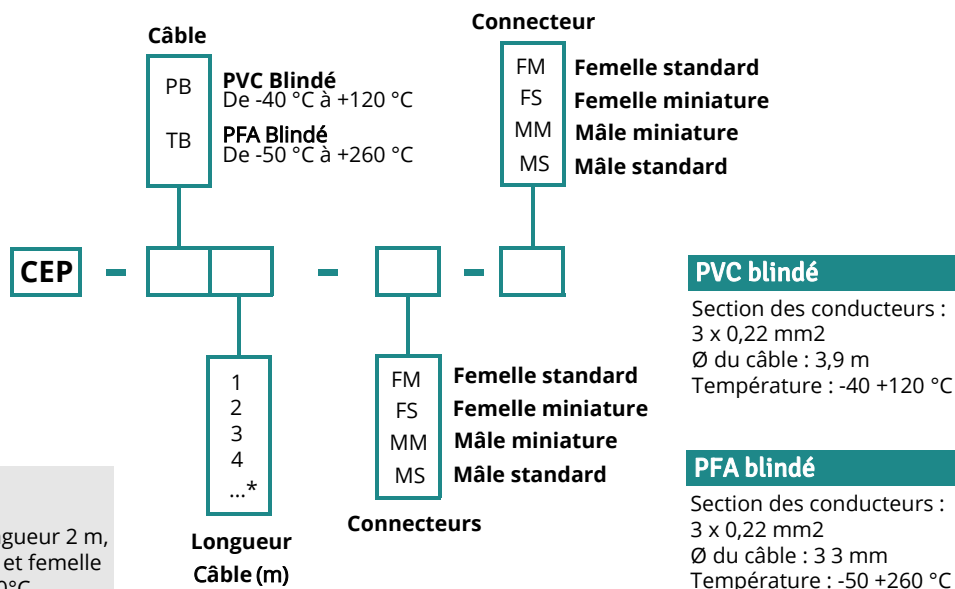 Connecteur
Câble
PB
PVC Blindé
De -40 °C à +120 °C
TB
PFA Blindé
De -50 °C à +260 °C
FM Femelle standard
FS Femelle miniature
MM Mâle miniature
MS Mâle standard
CEP - - -
1
2
3
4
...*
Longueur
Câble (m)
FM Femelle standard
FS Femelle miniature
MM Mâle miniature
MS Mâle standard
Connecteurs
PVC blindé
Section des conducteurs :
3 x 0,22 mm2
Ø du câble : 3,9 m
Température : -40 +120 °C
PFA blindé
Section des conducteurs :
3 x 0,22 mm2
Ø du câble : 3 3 mm
Température : -50 +260 °C
2 m,
et femelle